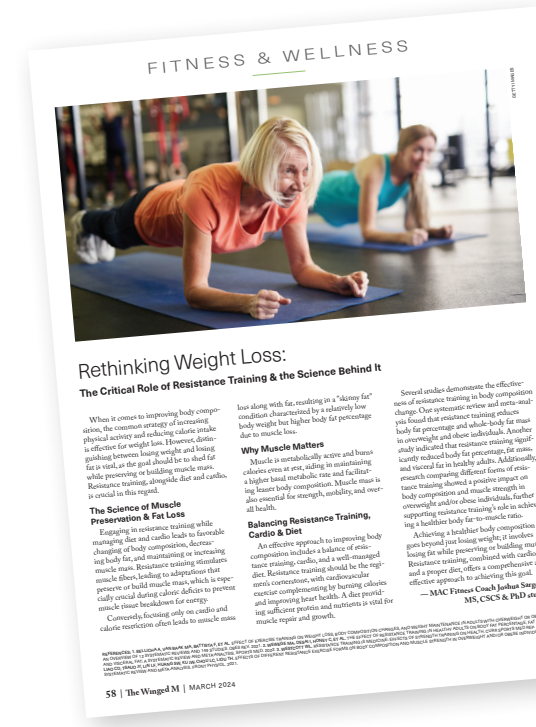 FITNESS & WELLNESS
GETTY IMAGES
Rethinking Weight Loss:
The Critical Role of Resistance Training & the Science Behind It
When it comes to improving body compo-
sition, the common strategy of increasing
physical activity and reducing calorie intake
is effective for weight loss. However, distin-
guishing between losing weight and losing
fat is vital, as the goal should be to shed fat
while preserving or building muscle mass.
Resistance training, alongside diet and cardio,
is crucial in this regard.
The Science of Muscle
Preservation & Fat Loss
Engaging in resistance training while
managing diet and cardio leads to favorable
changing of body composition, decreas-
ing body fat, and maintaining or increasing
muscle mass. Resistance training stimulates
muscle fibers, leading to adaptations that
preserve or build muscle mass, which is espe-
cially crucial during caloric deficits to prevent
muscle tissue breakdown for energy.
Conversely, focusing only on cardio and
calorie restriction often leads to muscle mass
loss along with fat, resulting in a "skinny fat"
condition characterized by a relatively low
body weight but higher body fat percentage
due to muscle loss.
Why Muscle Matters
Muscle is metabolically active and burns
calories even at rest, aiding in maintaining
a higher basal metabolic rate and facilitat-
ing leaner body composition. Muscle mass is
also essential for strength, mobility, and over-
all health.
Balancing Resistance Training,
Cardio & Diet
An effective approach to improving body
composition includes a balance of resis-
tance training, cardio, and a well-managed
diet. Resistance training should be the regi-
men's cornerstone, with cardiovascular
exercise complementing by burning calories
and improving heart health. A diet provid-
ing sufficient protein and nutrients is vital for
muscle repair and growth.
Several studies demonstrate the effective-
ness of resistance training in body composition
change. One systematic review and meta-anal-
ysis found that resistance training reduces
body fat percentage and whole-body fat mass
in overweight and obese individuals. Another
study indicated that resistance training signif-
icantly reduced body fat percentage, fat mass,
and visceral fat in healthy adults. Additionally,
research comparing different forms of resis-
tance training showed a positive impact on
body composition and muscle strength in
overweight and/or obese individuals, further
supporting resistance training's role in achiev
ing a healthier body fat-to-muscle ratio.
Achieving a healthier body composition
goes beyond just losing weight; it involves
losing fat while preserving or building mus
Resistance training, combined with cardio
and a proper diet, offers a comprehensive a
effective approach to achieving this goal.
— MAC Fitness Coach Joshua Sarg
MS, CSCS & PhD stu
58 | The Winged M | MARCH 2024